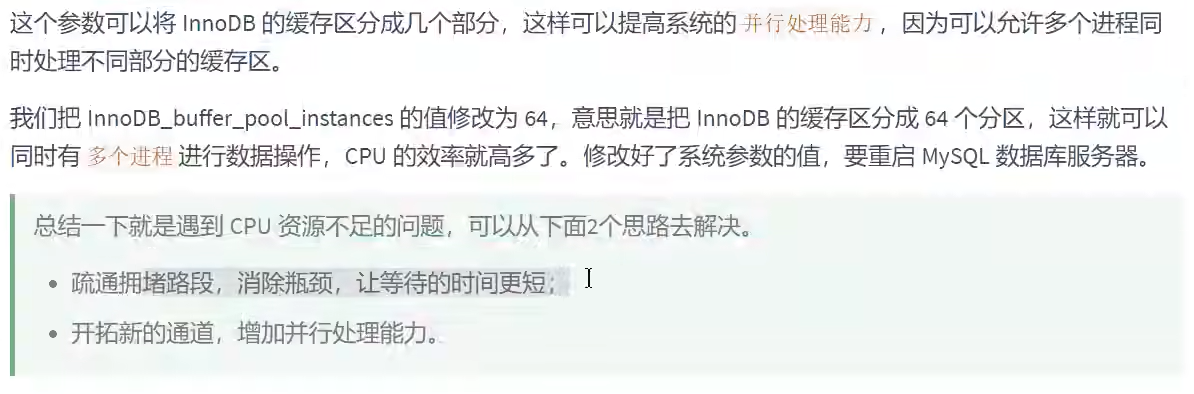 这个参数可以将 InnoDB 的缓存区分成几个部分，这样可以提高系统的 并行处理能力 ，因为可以允许多个进程同
时处理不同部分的缓存区。
我们把 InnoDB_buffer_pool_instances 的值修改为 64，意思就是把 InnoDB 的缓存区分成 64 个分区，这样就可以
同时有 多个进程 进行数据操作，CPU 的效率就高多了。修改好了系统参数的值，要重启 MySQL 数据库服务器。
总结一下就是遇到 CPU 资源不足的问题，可以从下面2个思路去解决。
• 疏通拥堵路段，消除瓶颈，让等待的时间更短；
• 开拓新的通道，增加并行处理能力。